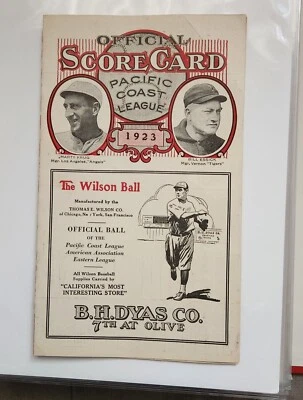 OFFICIAL
SCORE CARD
PACIFIC
COAST
LEAGUE
1923
Mgr. Los Angeles, "Angels"
BILL ESSICK
Mgr. Vernon "Tigers"
The Wilson Ball
Manufactured by the
THOMAS E. WILSON CO.
of Chicago, New York, San Francisco
OFFICIAL BALL
OF THE
Pacific Coast League
American Association
Eastern League
All Wilson Baseball
Supplies Carried by
"CALIFORNIA'S MOST
INTERESTING STORE"
B.H. DYAS CO.
7TH AT OLIVE